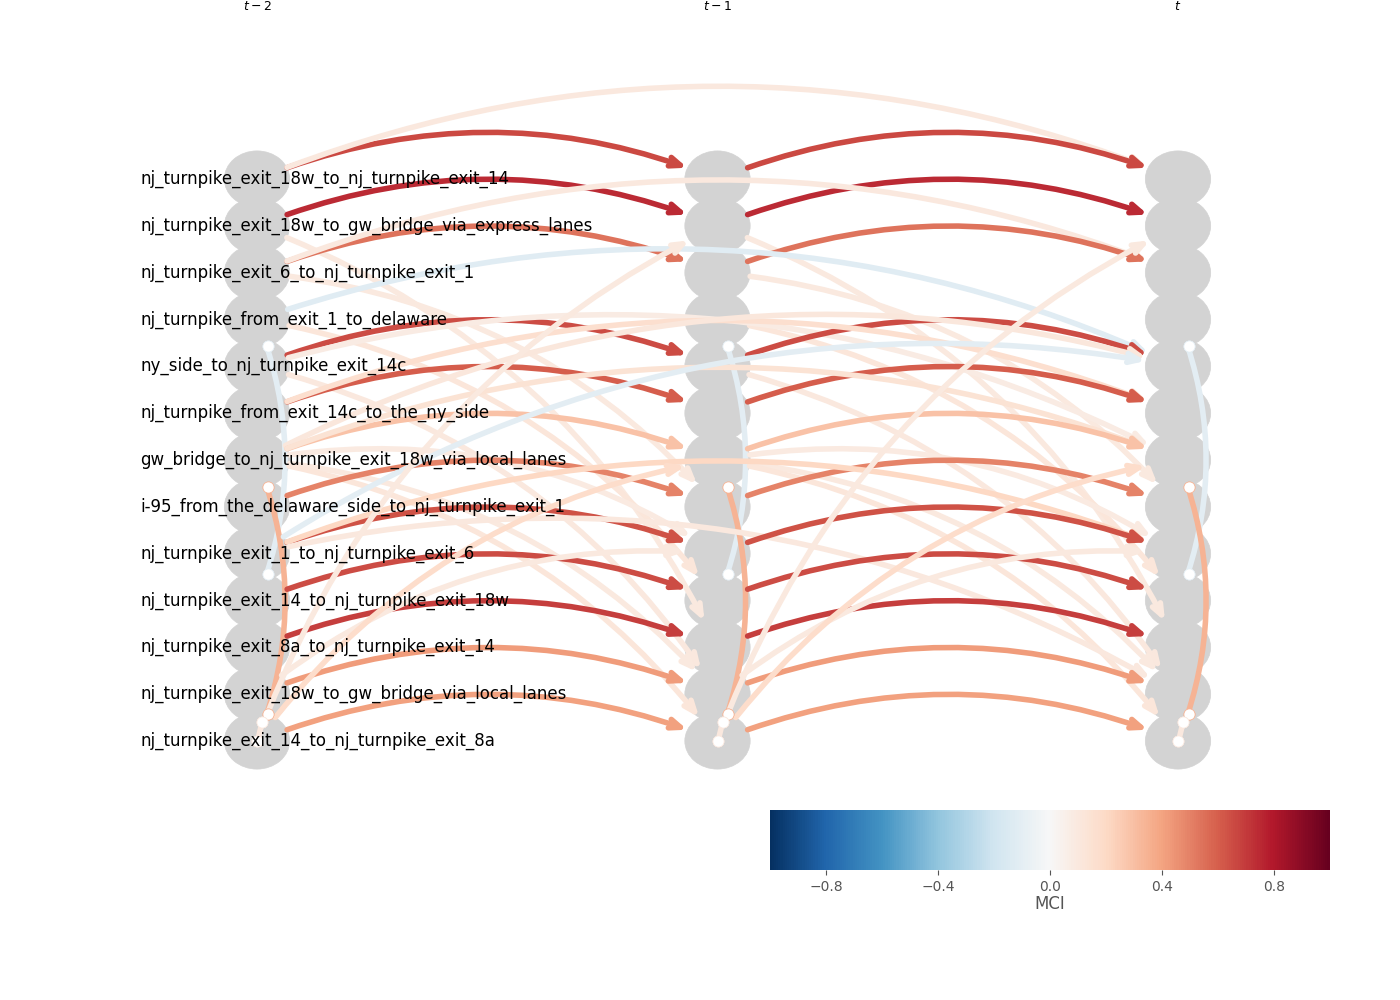 t − 2 t − 1 t
nj_turnpike_exit_18w_to_nj_turnpike_exit_14
nj_turnpike_exit_18w_to_gw_bridge_via_express_lanes
nj_turnpike_exit_6_to_nj_turnpike_exit_1
nj_turnpike_from_exit_1_to_delaware
ny_side_to_nj_turnpike_exit_14c
nj_turnpike_from_exit_14c_to_the_ny_side
gw_bridge_to_nj_turnpike_exit_18w_via_local_lanes
i-95_from_the_delaware_side_to_nj_turnpike_exit_1
nj_turnpike_exit_1_to_nj_turnpike_exit_6
nj_turnpike_exit_14_to_nj_turnpike_exit_18w
nj_turnpike_exit_8a_to_nj_turnpike_exit_14
nj_turnpike_exit_18w_to_gw_bridge_via_local_lanes
nj_turnpike_exit_14_to_nj_turnpike_exit_8a
−0.8 −0.4 0.0 0.4 0.8
MCI